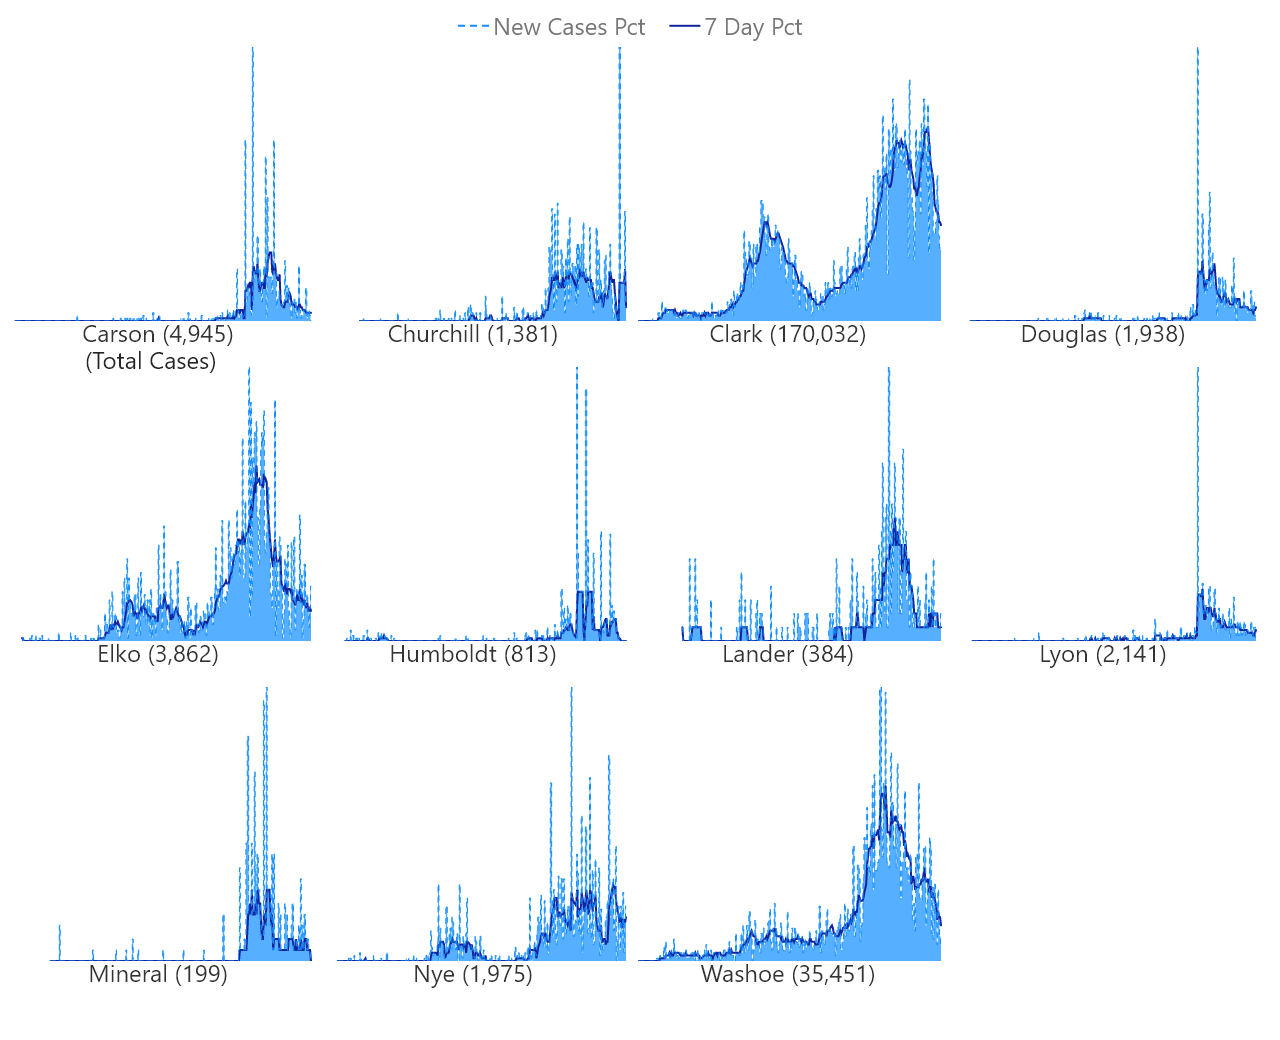 New Cases Pct 7 Day Pct
Carson (4,945)
(Total Cases)
Churchill (1,381)
Clark (170,032)
Douglas (1,938)
Elko (3,862)
Humboldt (813)
Lander (384)
Lyon (2,141)
Mineral (199)
Nye (1,975)
Washoe (35,451)